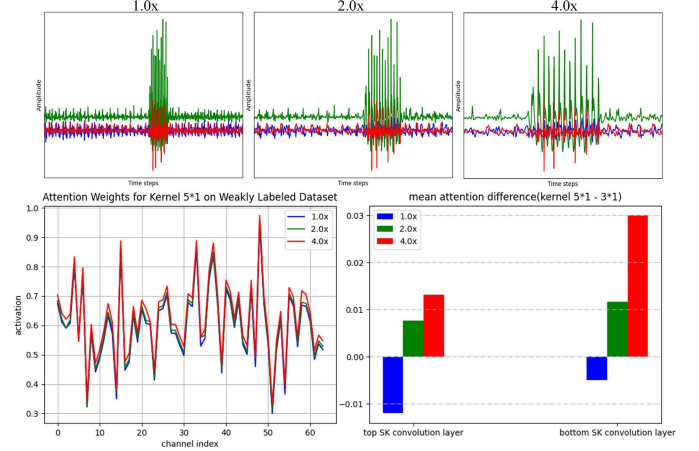 1.0x
2.0x
4.0x
Amplitude
Time steps
Amplitude
Time steps
Amplitude
Time steps
Attention Weights for Kernel 5*1 on Weakly Labeled Dataset
1.0x
2.0x
4.0x
1.0
0.9
0.8
0.7
0.6
0.5
0.4
0.3
activation
0
10
20
30
40
50
60
channel index
mean attention difference(kernel 5*1 - 3*1)
1.0x
2.0x
4.0x
0.03
0.02
0.01
0.00
−0.01
top SK convolution layer
bottom SK convolution layer